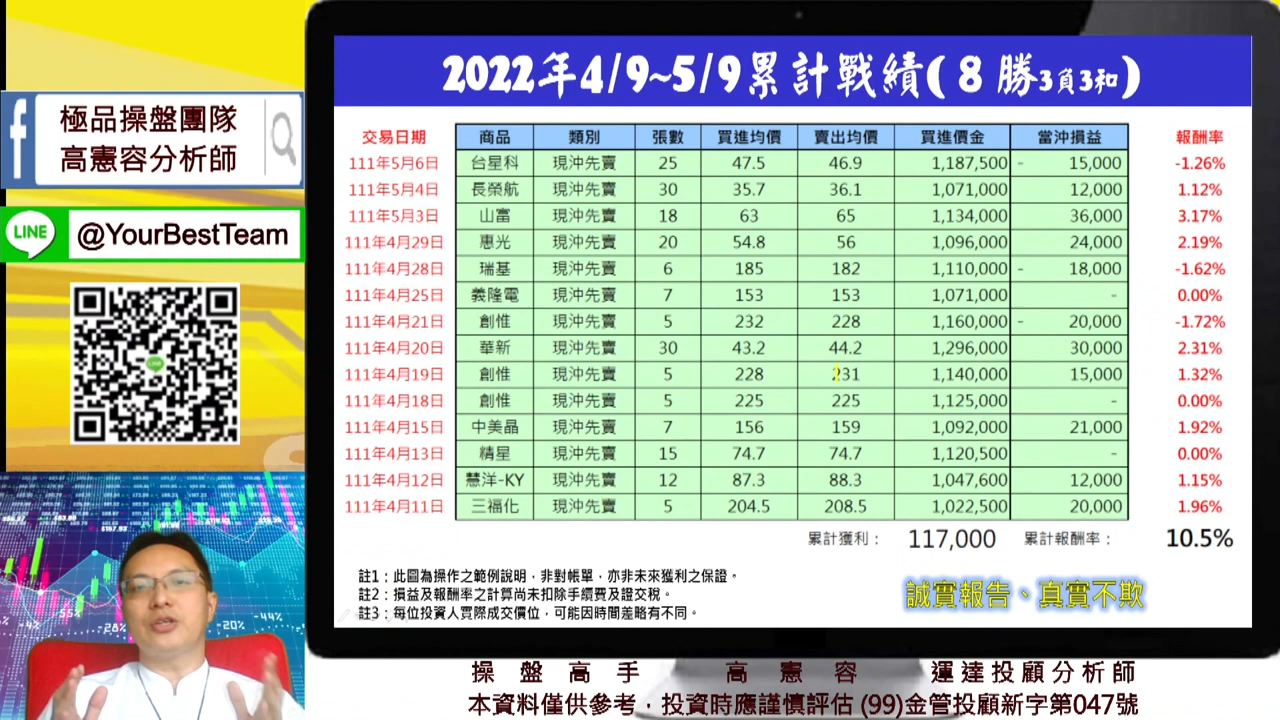 極品操盤團隊
高憲容分析師
LINE
@YourBestTeam
2022年4/9~5/9累計戰績(8勝3負3和)
交易日期 商品 類別 張數 買進均價 賣出均價 買進價金 當沖損益 報酬率
111年5月6日 台星科 現沖先賣 25 47.5 46.9 1,187,500 - 15,000 -1.26%
111年5月4日 長榮航 現沖先賣 30 35.7 36.1 1,071,000 12,000 1.12%
111年5月3日 山富 現沖先賣 18 63 65 1,134,000 36,000 3.17%
111年4月29日 惠光 現沖先賣 20 54.8 56 1,096,000 24,000 2.19%
111年4月28日 瑞基 現沖先賣 6 185 182 1,110,000 - 18,000 -1.62%
111年4月25日 義隆電 現沖先賣 7 153 153 1,071,000 - 0.00%
111年4月21日 創惟 現沖先賣 5 232 228 1,160,000 - 20,000 -1.72%
111年4月20日 華新 現沖先賣 30 43.2 44.2 1,296,000 30,000 2.31%
111年4月19日 創惟 現沖先賣 5 228 231 1,140,000 15,000 1.32%
111年4月18日 創惟 現沖先賣 5 225 225 1,125,000 - 0.00%
111年4月15日 中美晶 現沖先賣 7 156 159 1,092,000 21,000 1.92%
111年4月13日 精星 現沖先賣 15 74.7 74.7 1,120,500 - 0.00%
111年4月12日 慧洋-KY 現沖先賣 12 87.3 88.3 1,047,600 12,000 1.15%
111年4月11日 三福化 現沖先賣 5 204.5 208.5 1,022,500 20,000 1.96%
累計獲利： 117,000 累計報酬率： 10.5%
註1：此圖為操作之範例說明，非對帳單，亦非未來獲利之保證。
註2：損益及報酬率之計算尚未扣除手續費及證交稅。
註3：每位投資人實際成交價位，可能因時間差略有不同。
誠實報告、真實不欺
操盤高手 高憲容 運達投顧分析師
本資料僅供參考，投資時應謹慎評估 (99)金管投顧新字第047號